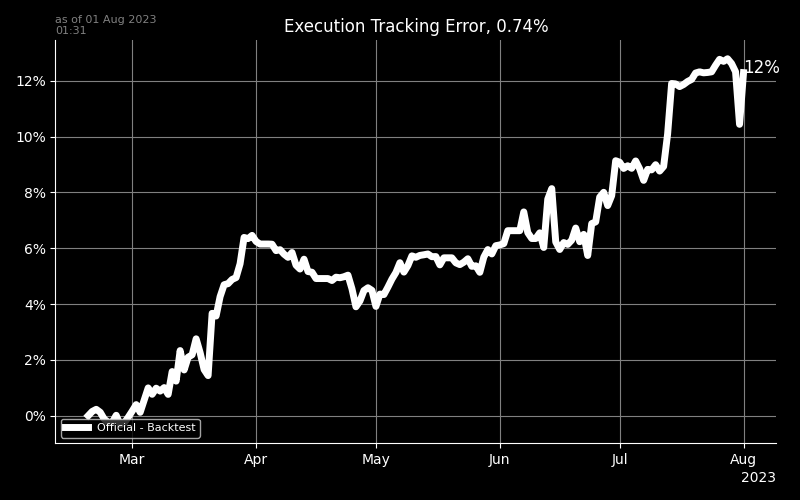 as of 01 Aug 2023
01:31
Execution Tracking Error, 0.74%
12%
12%
10%
8%
6%
4%
2%
0%
Official - Backtest
Mar Apr May Jun Jul Aug
2023